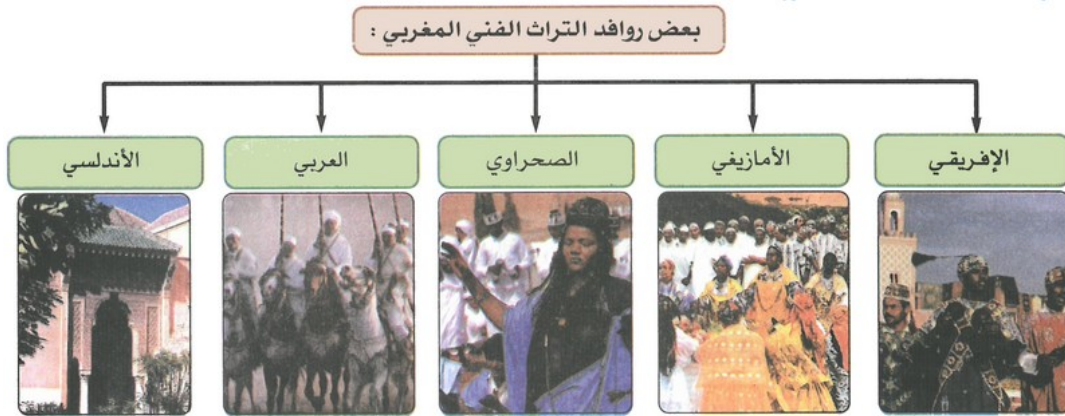 بعض روافد التراث الفني المغربي :
الإفريقي
الأمازيغي
الصحراوي
العربي
الأندلسي